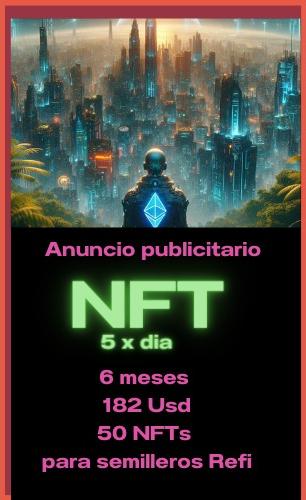 Anuncio publicitario
NFT
5 x dia
6 meses
182 Usd
50 NFTs
para semilleros Refi